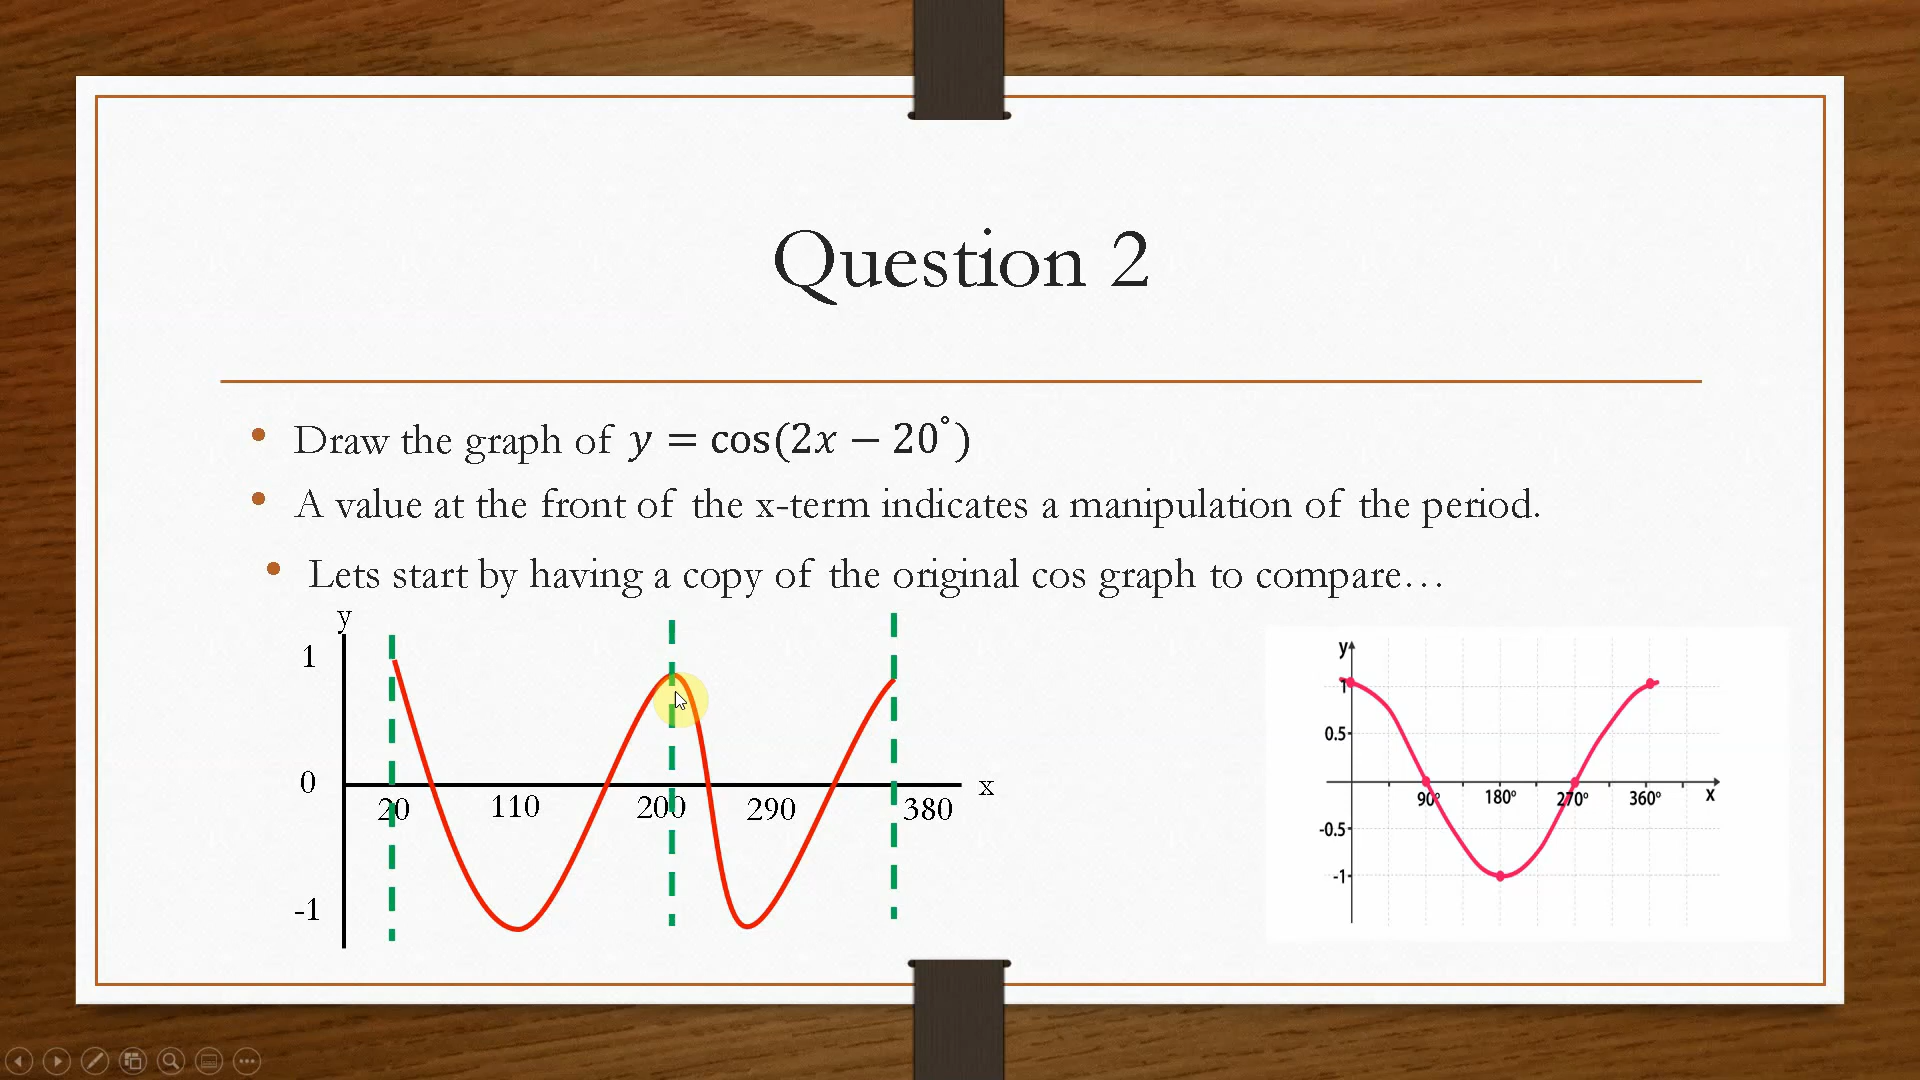 Question 2
Draw the graph of y = cos(2x − 20°)
A value at the front of the x-term indicates a manipulation of the period.
Lets start by having a copy of the original cos graph to compare…
y
1
0
20 110 200 290 380 x
-1
y
1
0.5
90° 180° 270° 360° x
-0.5
-1